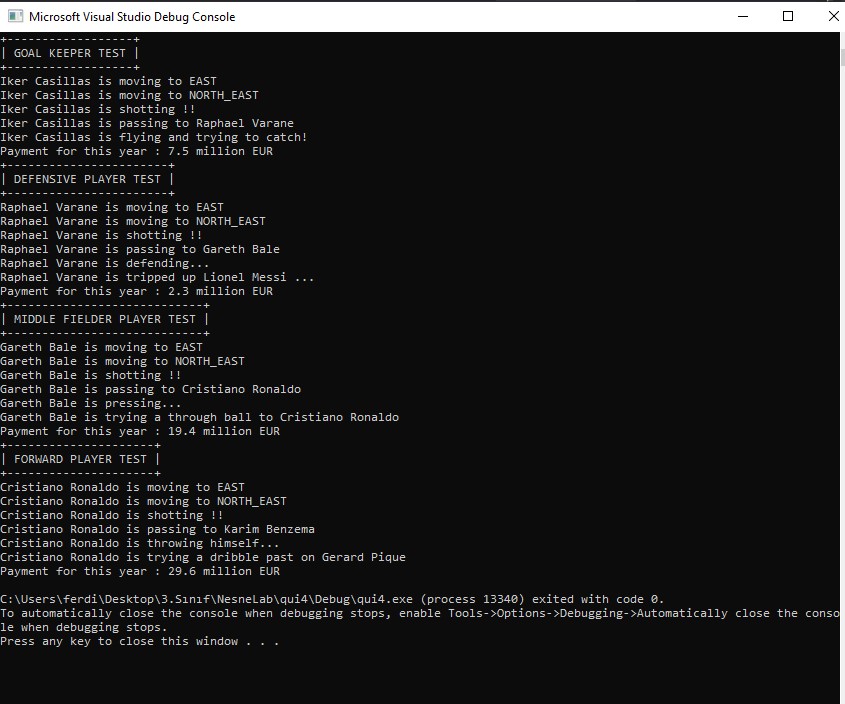 Microsoft Visual Studio Debug Console
+------------------+
| GOAL KEEPER TEST |
+------------------+
Iker Casillas is moving to EAST
Iker Casillas is moving to NORTH_EAST
Iker Casillas is shotting !!
Iker Casillas is passing to Raphael Varane
Iker Casillas is flying and trying to catch!
Payment for this year : 7.5 million EUR
+-----------------------+
| DEFENSIVE PLAYER TEST |
+-----------------------+
Raphael Varane is moving to EAST
Raphael Varane is moving to NORTH_EAST
Raphael Varane is shotting !!
Raphael Varane is passing to Gareth Bale
Raphael Varane is defending...
Raphael Varane is tripped up Lionel Messi ...
Payment for this year : 2.3 million EUR
+----------------------------+
| MIDDLE FIELDER PLAYER TEST |
+----------------------------+
Gareth Bale is moving to EAST
Gareth Bale is moving to NORTH_EAST
Gareth Bale is shotting !!
Gareth Bale is passing to Cristiano Ronaldo
Gareth Bale is pressing...
Gareth Bale is trying a through ball to Cristiano Ronaldo
Payment for this year : 19.4 million EUR
+---------------------+
| FORWARD PLAYER TEST |
+---------------------+
Cristiano Ronaldo is moving to EAST
Cristiano Ronaldo is moving to NORTH_EAST
Cristiano Ronaldo is shotting !!
Cristiano Ronaldo is passing to Karim Benzema
Cristiano Ronaldo is throwing himself...
Cristiano Ronaldo is trying a dribble past on Gerard Pique
Payment for this year : 29.6 million EUR
C:\Users\ferdi\Desktop\3.Sınıf\NesneLab\qui4\Debug\qui4.exe (process 13340) exited with code 0.
To automatically close the console when debugging stops, enable Tools->Options->Debugging->Automatically close the conso
le when debugging stops.
Press any key to close this window . . .